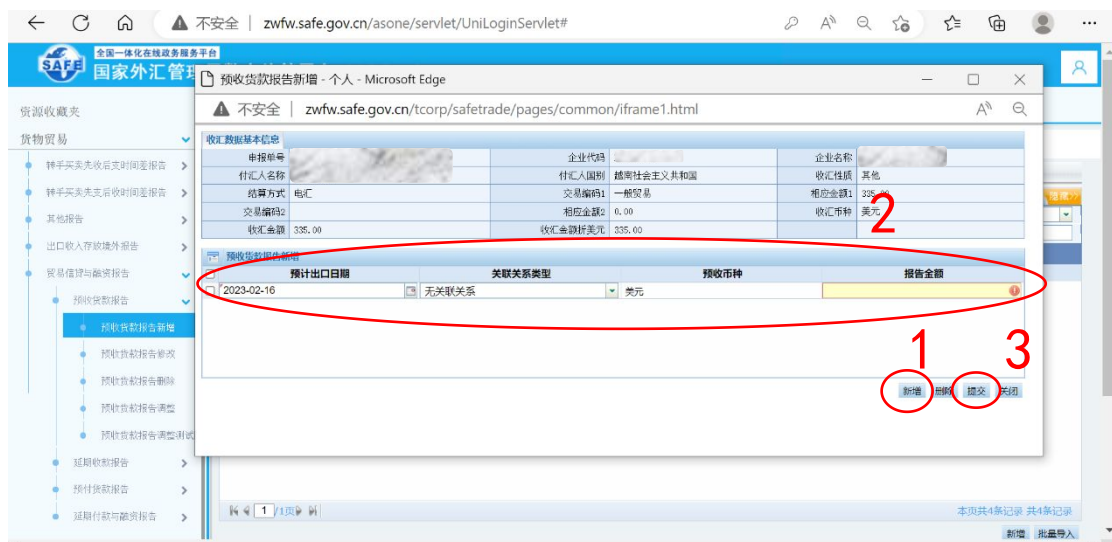 不安全 | zwfw.safe.gov.cn/asone/servlet/UniLoginServlet#
SAFE
全国一体化在线政务服务平台
国家外汇管理
预收货款报告新增 - 个人 - Microsoft Edge
不安全 | zwfw.safe.gov.cn/tcorp/safetrade/pages/common/iframe1.html
资源收藏夹
货物贸易
转手买卖先收后支时间差报告
转手买卖先支后收时间差报告
其他报告
出口收入存放境外报告
贸易信贷与融资报告
预收货款报告
预收货款报告新增
预收货款报告修改
预收货款报告删除
预收货款报告调整
预收货款报告调整测试
延期收款报告
预付货款报告
延期付款与融资报告
收汇数据基本信息
申报单号 企业代码 企业名称
付汇人名称 付汇人国别 越南社会主义共和国 收汇性质 其他
结算方式 电汇 交易编码1 一般贸易 相应金额1 335.00
交易编码2 相应金额2 0.00 收汇币种 美元
收汇金额 335.00 收汇金额折美元 335.00
2
预收货款报告新增
预计出口日期 关联关系类型 预收币种 报告金额
2023-02-16 无关联关系 美元
1 3
新增 删除 提交 关闭
1 /1页
本页共4条记录 共4条记录
新增 批量导入